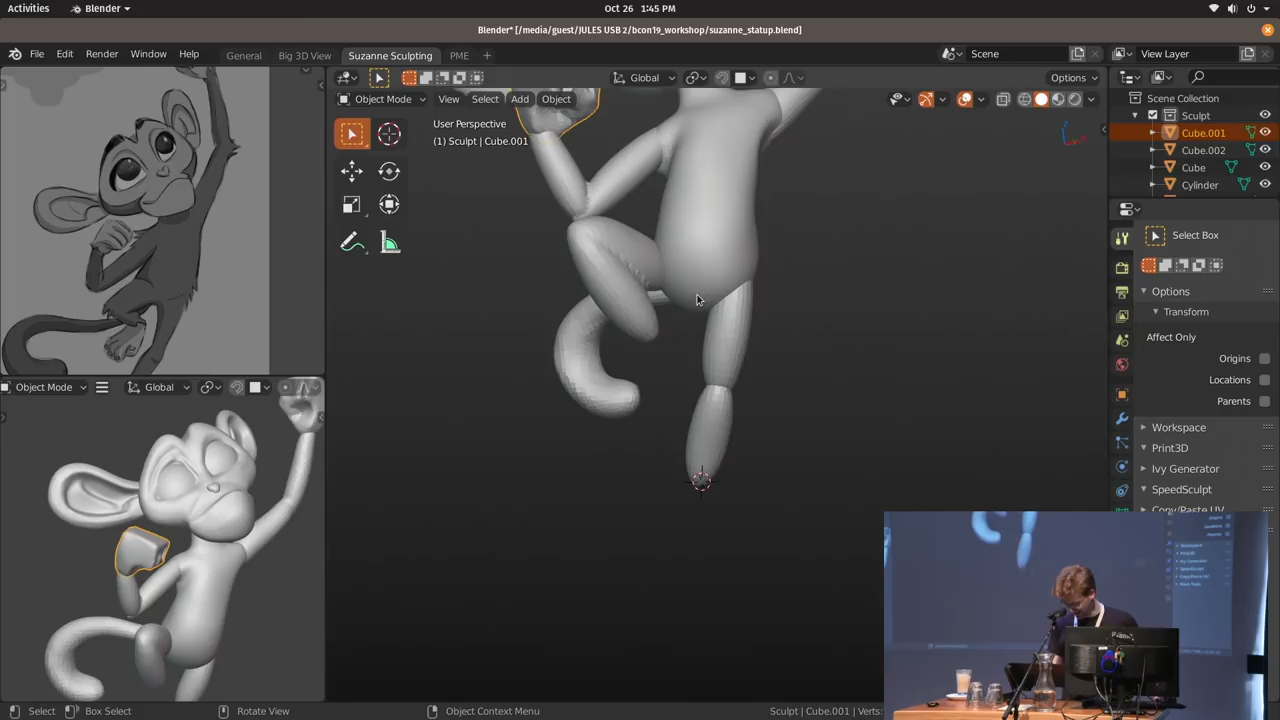 Activities
Blender
Oct 26 1:45 PM
Blender* [/media/guest/JULES USB 2/bcon19_workshop/suzanne_statup.blend]
File Edit Render Window Help
General
Big 3D View
Suzanne Sculpting
PME
Scene
View Layer
Global
Options
Object Mode
View Select Add Object
User Perspective
(1) Sculpt | Cube.001
Scene Collection
Sculpt
Cube.001
Cube.002
Cube
Cylinder
Select Box
Options
Transform
Affect Only
Origins
Locations
Parents
Workspace
Print3D
Ivy Generator
SpeedSculpt
Copy/Paste UV
Object Mode
Global
Select
Box Select
Rotate View
Object Context Menu
Sculpt | Cube.001 | Verts: